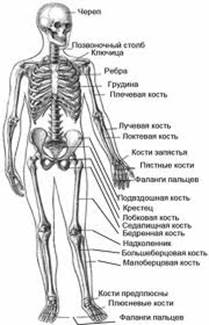 Череп
Позвоночный столб
Ключица
Ребра
Грудина
Плечевая кость
Лучевая кость
Локтевая кость
Кости запястья
Пястные кости
Фаланги пальцев
Подвздошная кость
Крестец
Лобковая кость
Седалищная кость
Бедренная кость
Надколенник
Большеберцовая кость
Малоберцовая кость
Кости предплюсны
Плюсневые кости
Фаланги пальцев